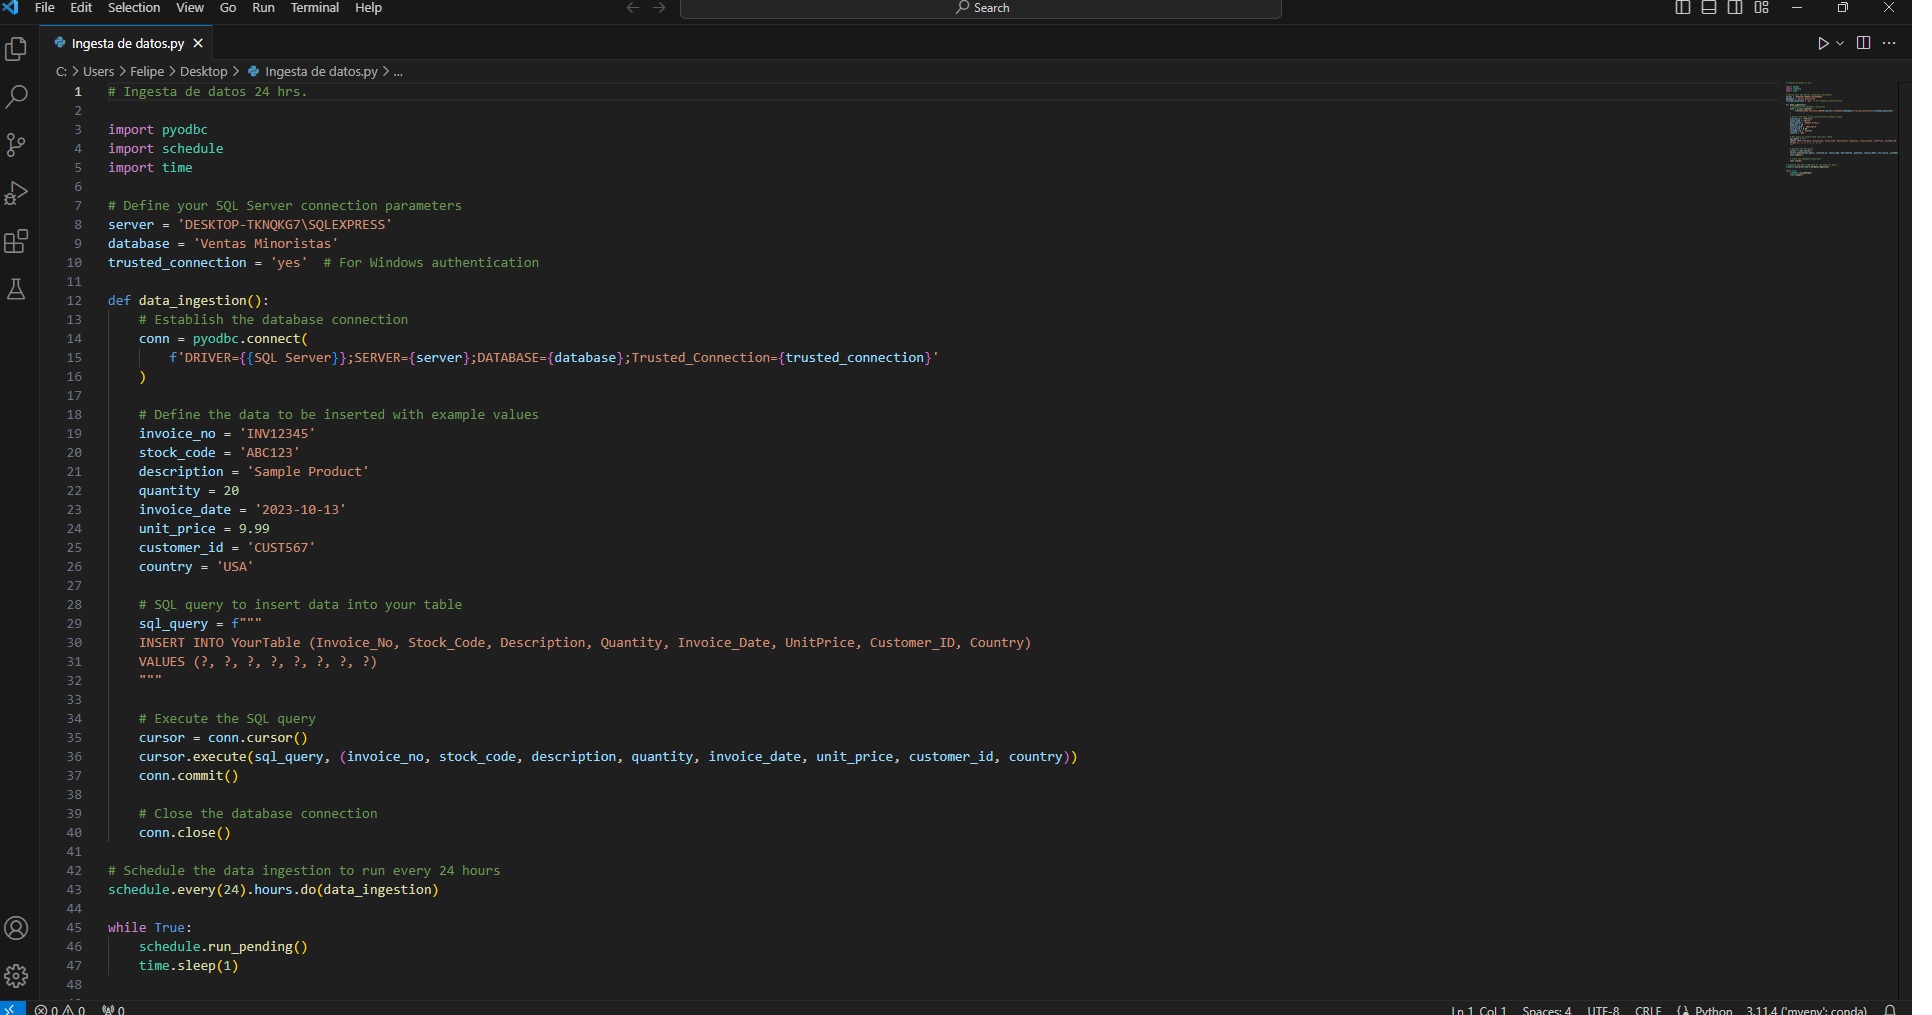 File Edit Selection View Go Run Terminal Help Search
Ingesta de datos.py
C: > Users > Felipe > Desktop > Ingesta de datos.py > ...
1 # Ingesta de datos 24 hrs.
2
3 import pyodbc
4 import schedule
5 import time
6
7 # Define your SQL Server connection parameters
8 server = 'DESKTOP-TKNQKG7\SQLEXPRESS'
9 database = 'Ventas Minoristas'
10 trusted_connection = 'yes'  # For Windows authentication
11
12 def data_ingestion():
13     # Establish the database connection
14     conn = pyodbc.connect(
15         f'DRIVER={{SQL Server}};SERVER={server};DATABASE={database};Trusted_Connection={trusted_connection}'
16     )
17
18     # Define the data to be inserted with example values
19     invoice_no = 'INV12345'
20     stock_code = 'ABC123'
21     description = 'Sample Product'
22     quantity = 20
23     invoice_date = '2023-10-13'
24     unit_price = 9.99
25     customer_id = 'CUST567'
26     country = 'USA'
27
28     # SQL query to insert data into your table
29     sql_query = f"""
30     INSERT INTO YourTable (Invoice_No, Stock_Code, Description, Quantity, Invoice_Date, UnitPrice, Customer_ID, Country)
31     VALUES (?, ?, ?, ?, ?, ?, ?, ?)
32     """
33
34     # Execute the SQL query
35     cursor = conn.cursor()
36     cursor.execute(sql_query, (invoice_no, stock_code, description, quantity, invoice_date, unit_price, customer_id, country))
37     conn.commit()
38
39     # Close the database connection
40     conn.close()
41
42 # Schedule the data ingestion to run every 24 hours
43 schedule.every(24).hours.do(data_ingestion)
44
45 while True:
46     schedule.run_pending()
47     time.sleep(1)
48
0 0 0 Ln 1, Col 1 Spaces: 4 UTF-8 CRLF Python 3.11.4 ('myenv': conda)